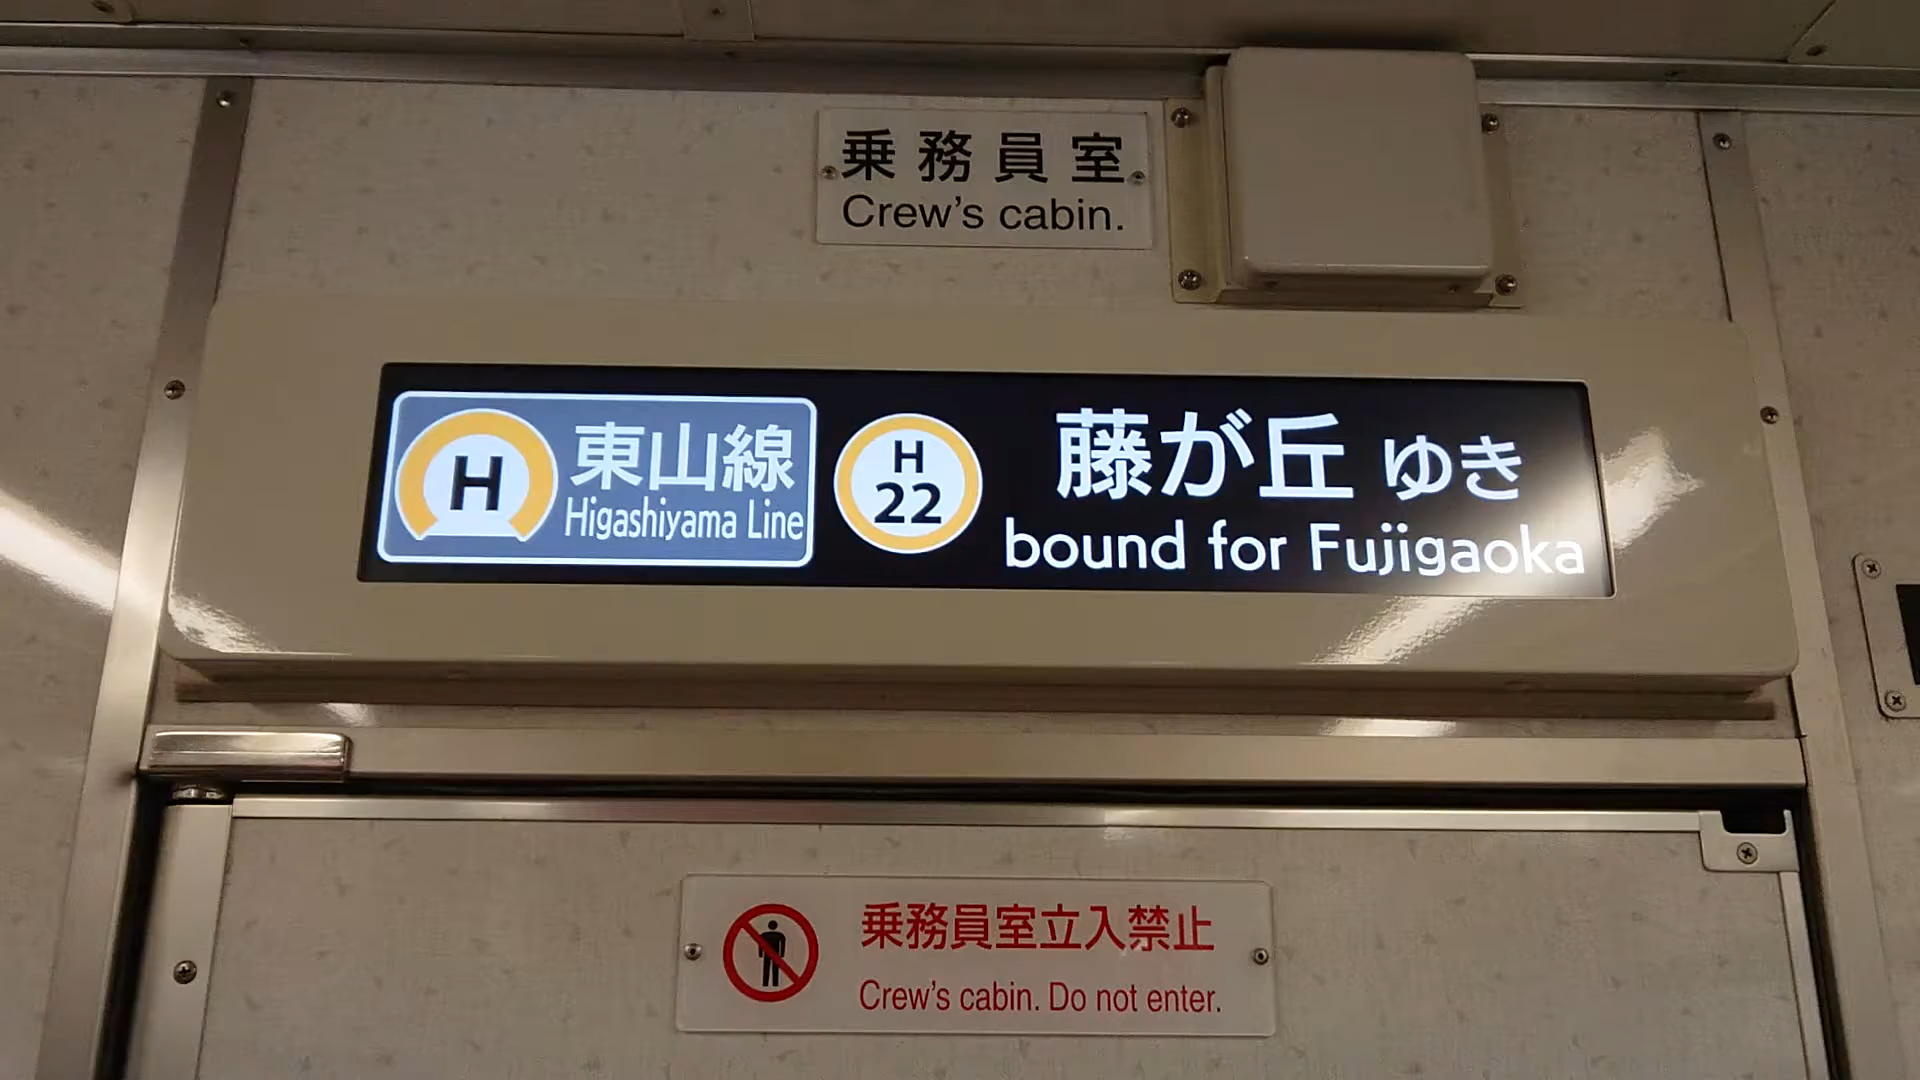 乗務員室
Crew's cabin.
H 東山線
Higashiyama Line
H
22
藤が丘 ゆき
bound for Fujigaoka
乗務員室立入禁止
Crew's cabin. Do not enter.